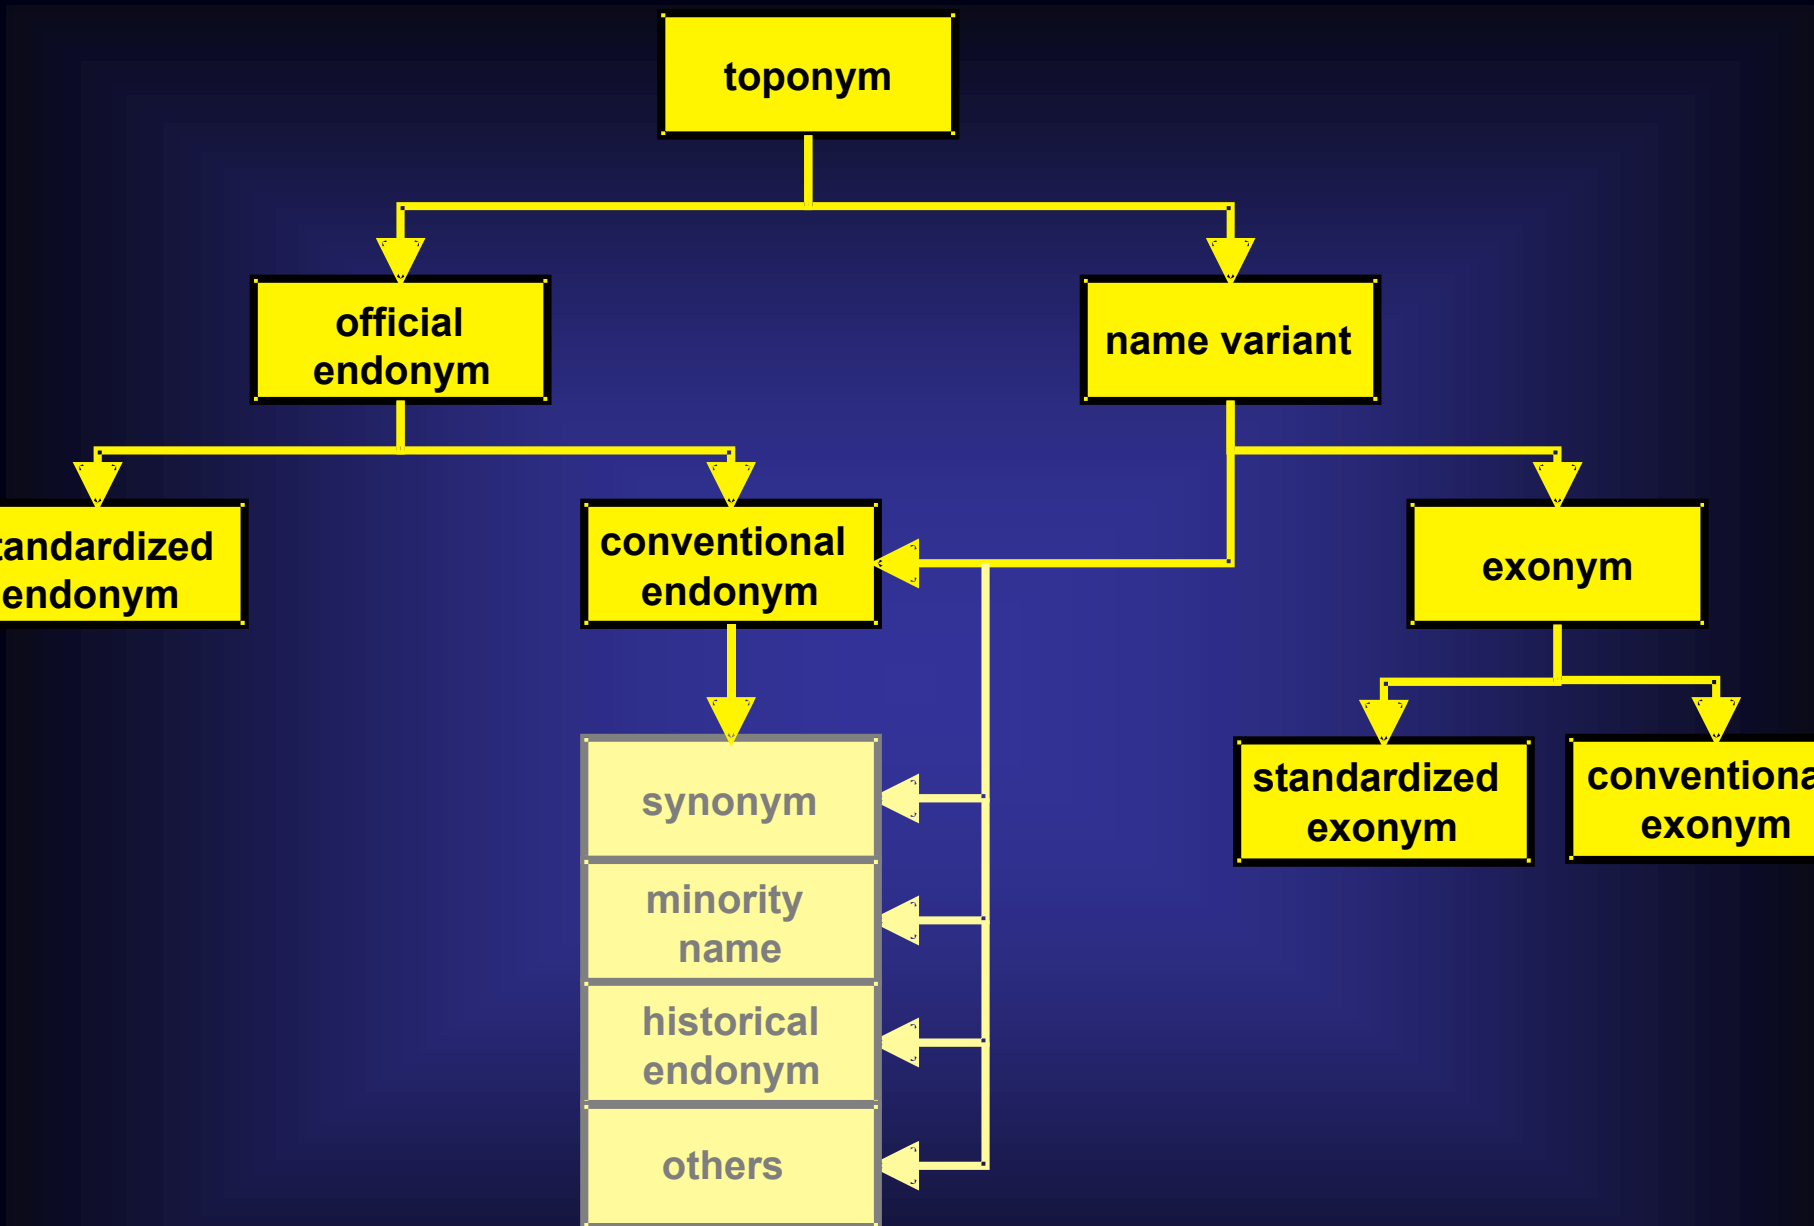 toponym
official
endonym
name variant
tandardized
endonym
conventional
endonym
exonym
standardized
exonym
conventiona
exonym
synonym
minority
name
historical
endonym
others